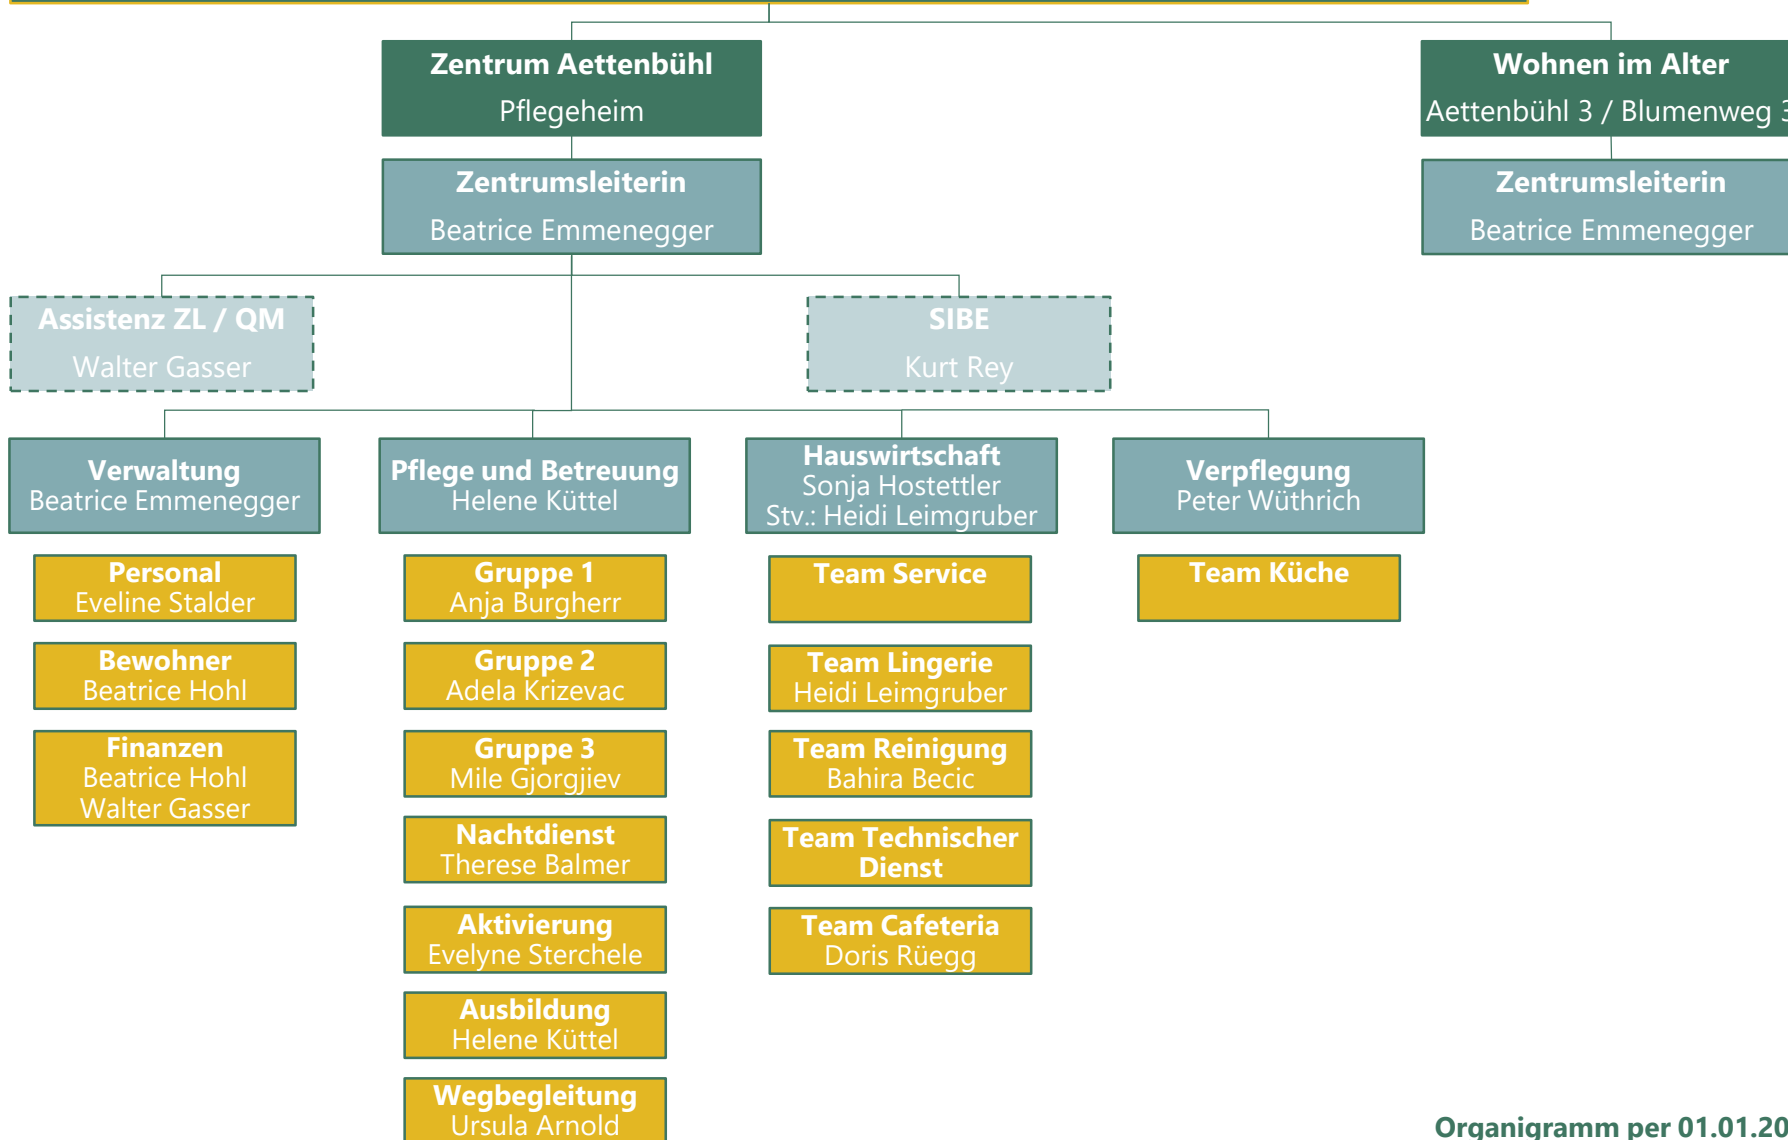 Zentrum Aettenbühl
Pflegeheim
Wohnen im Alter
Aettenbühl 3 / Blumenweg 3
Zentrumsleiterin
Beatrice Emmenegger
Zentrumsleiterin
Beatrice Emmenegger
Assistenz ZL / QM
Walter Gasser
SIBE
Kurt Rey
Verwaltung
Beatrice Emmenegger
Pflege und Betreuung
Helene Küttel
Hauswirtschaft
Sonja Hostettler
Stv.: Heidi Leimgruber
Verpflegung
Peter Wüthrich
Personal
Eveline Stalder
Bewohner
Beatrice Hohl
Finanzen
Beatrice Hohl
Walter Gasser
Gruppe 1
Anja Burgherr
Gruppe 2
Adela Krizevac
Gruppe 3
Mile Gjorgjiev
Nachtdienst
Therese Balmer
Aktivierung
Evelyne Sterchele
Ausbildung
Helene Küttel
Wegbegleitung
Ursula Arnold
Team Service
Team Lingerie
Heidi Leimgruber
Team Reinigung
Bahira Becic
Team Technischer
Dienst
Team Cafeteria
Doris Rüegg
Team Küche
Organigramm per 01.01.20